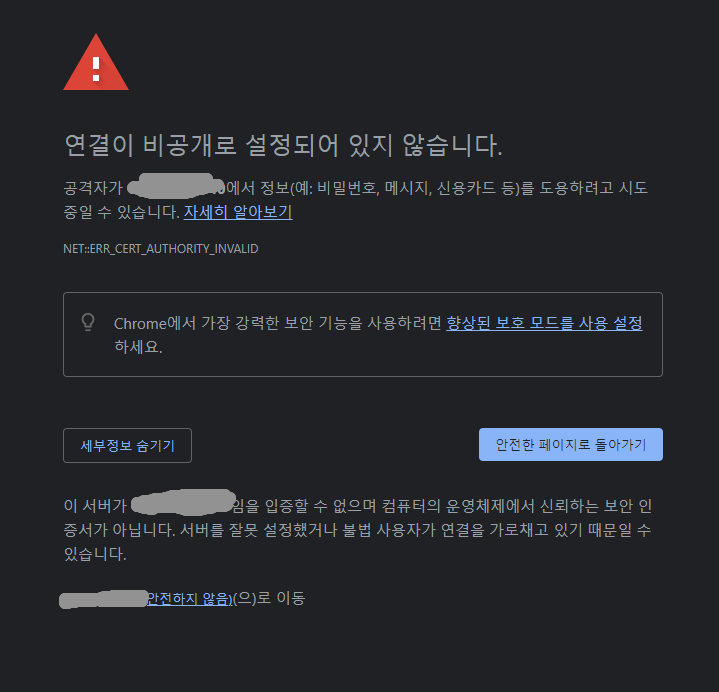 연결이 비공개로 설정되어 있지 않습니다.
공격자가 에서 정보(예: 비밀번호, 메시지, 신용카드 등)를 도용하려고 시도
중일 수 있습니다. 자세히 알아보기
NET::ERR_CERT_AUTHORITY_INVALID
Chrome에서 가장 강력한 보안 기능을 사용하려면 향상된 보호 모드를 사용 설정
하세요.
세부정보 숨기기
안전한 페이지로 돌아가기
이 서버가 임을 입증할 수 없으며 컴퓨터의 운영체제에서 신뢰하는 보안 인
증서가 아닙니다. 서버를 잘못 설정했거나 불법 사용자가 연결을 가로채고 있기 때문일 수
있습니다.
안전하지 않음)(으)로 이동